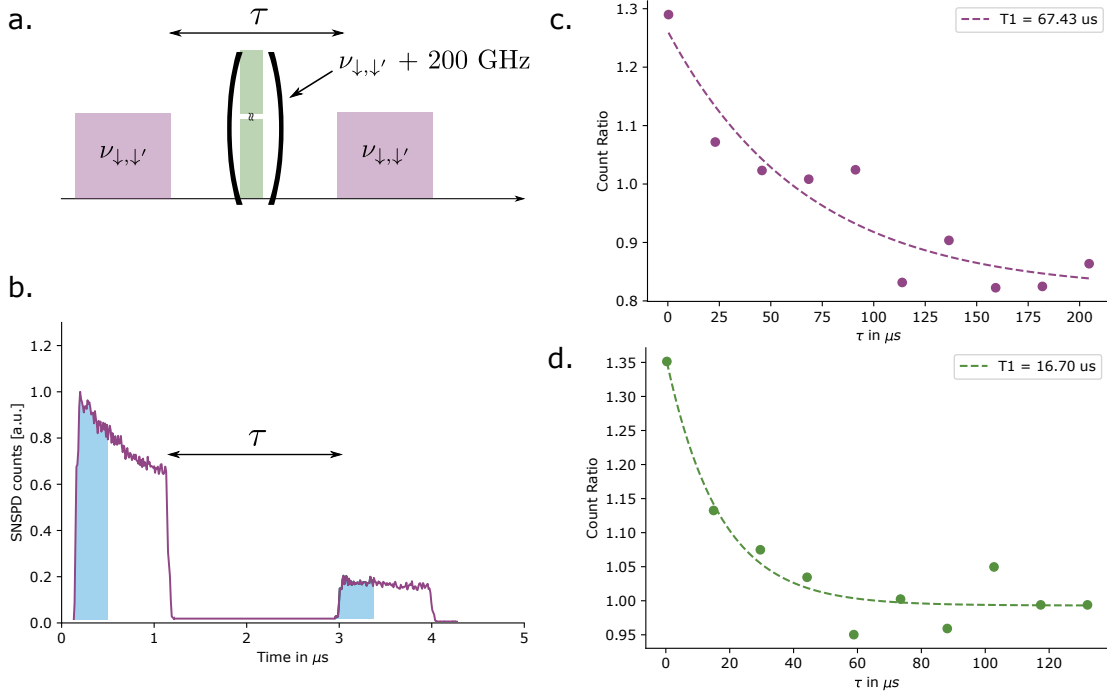 a.
τ
ν↓,↓′ + 200 GHz
≈
ν↓,↓′
ν↓,↓′
b.
1.2
1.0
0.8
0.6
0.4
0.2
0.0
SNSPD counts [a.u.]
τ
0
1
2
3
4
5
Time in μs
c.
1.3
1.2
1.1
1.0
0.9
0.8
Count Ratio
T1 = 67.43 us
0
25
50
75
100
125
150
175
200
τ in μs
d.
1.35
1.30
1.25
1.20
1.15
1.10
1.05
1.00
0.95
Count Ratio
T1 = 16.70 us
0
20
40
60
80
100
120
τ in μs